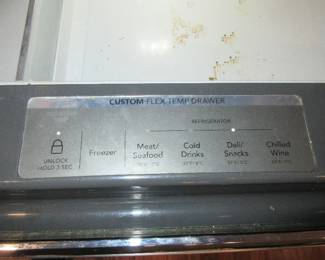 CUSTOM-FLEX TEMP DRAWER
REFRIGERATOR
UNLOCK
HOLD 3 SEC
Freezer
Meat/
Seafood
Cold
Drinks
Deli/
Snacks
Chilled
Wine